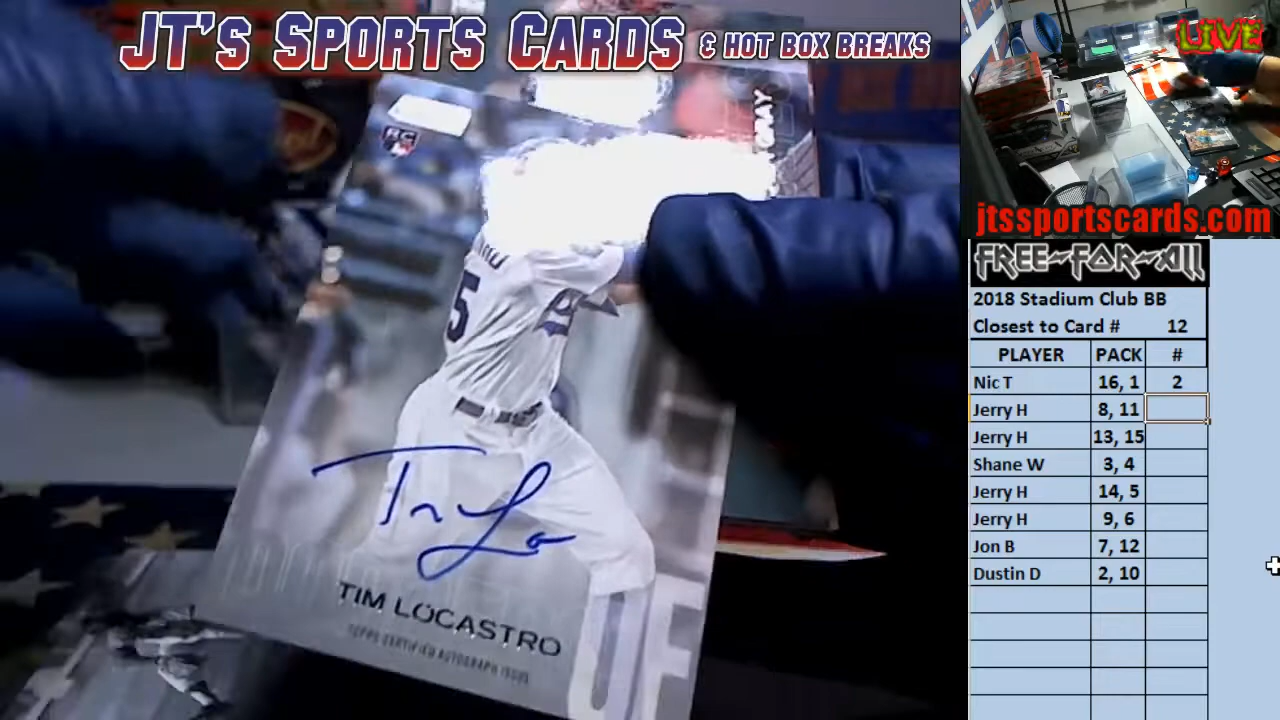 JT's Sports Cards & Hot Box Breaks
LIVE
jtssportscards.com
FREE-FOR-ALL
2018 Stadium Club BB
Closest to Card # 12
PLAYER PACK #
Nic T 16, 1 2
Jerry H 8, 11
Jerry H 13, 15
Shane W 3, 4
Jerry H 14, 5
Jerry H 9, 6
Jon B 7, 12
Dustin D 2, 10
RC
GRAY
5
TIM LOCASTRO
TOPPS CERTIFIED AUTOGRAPH ISSUE